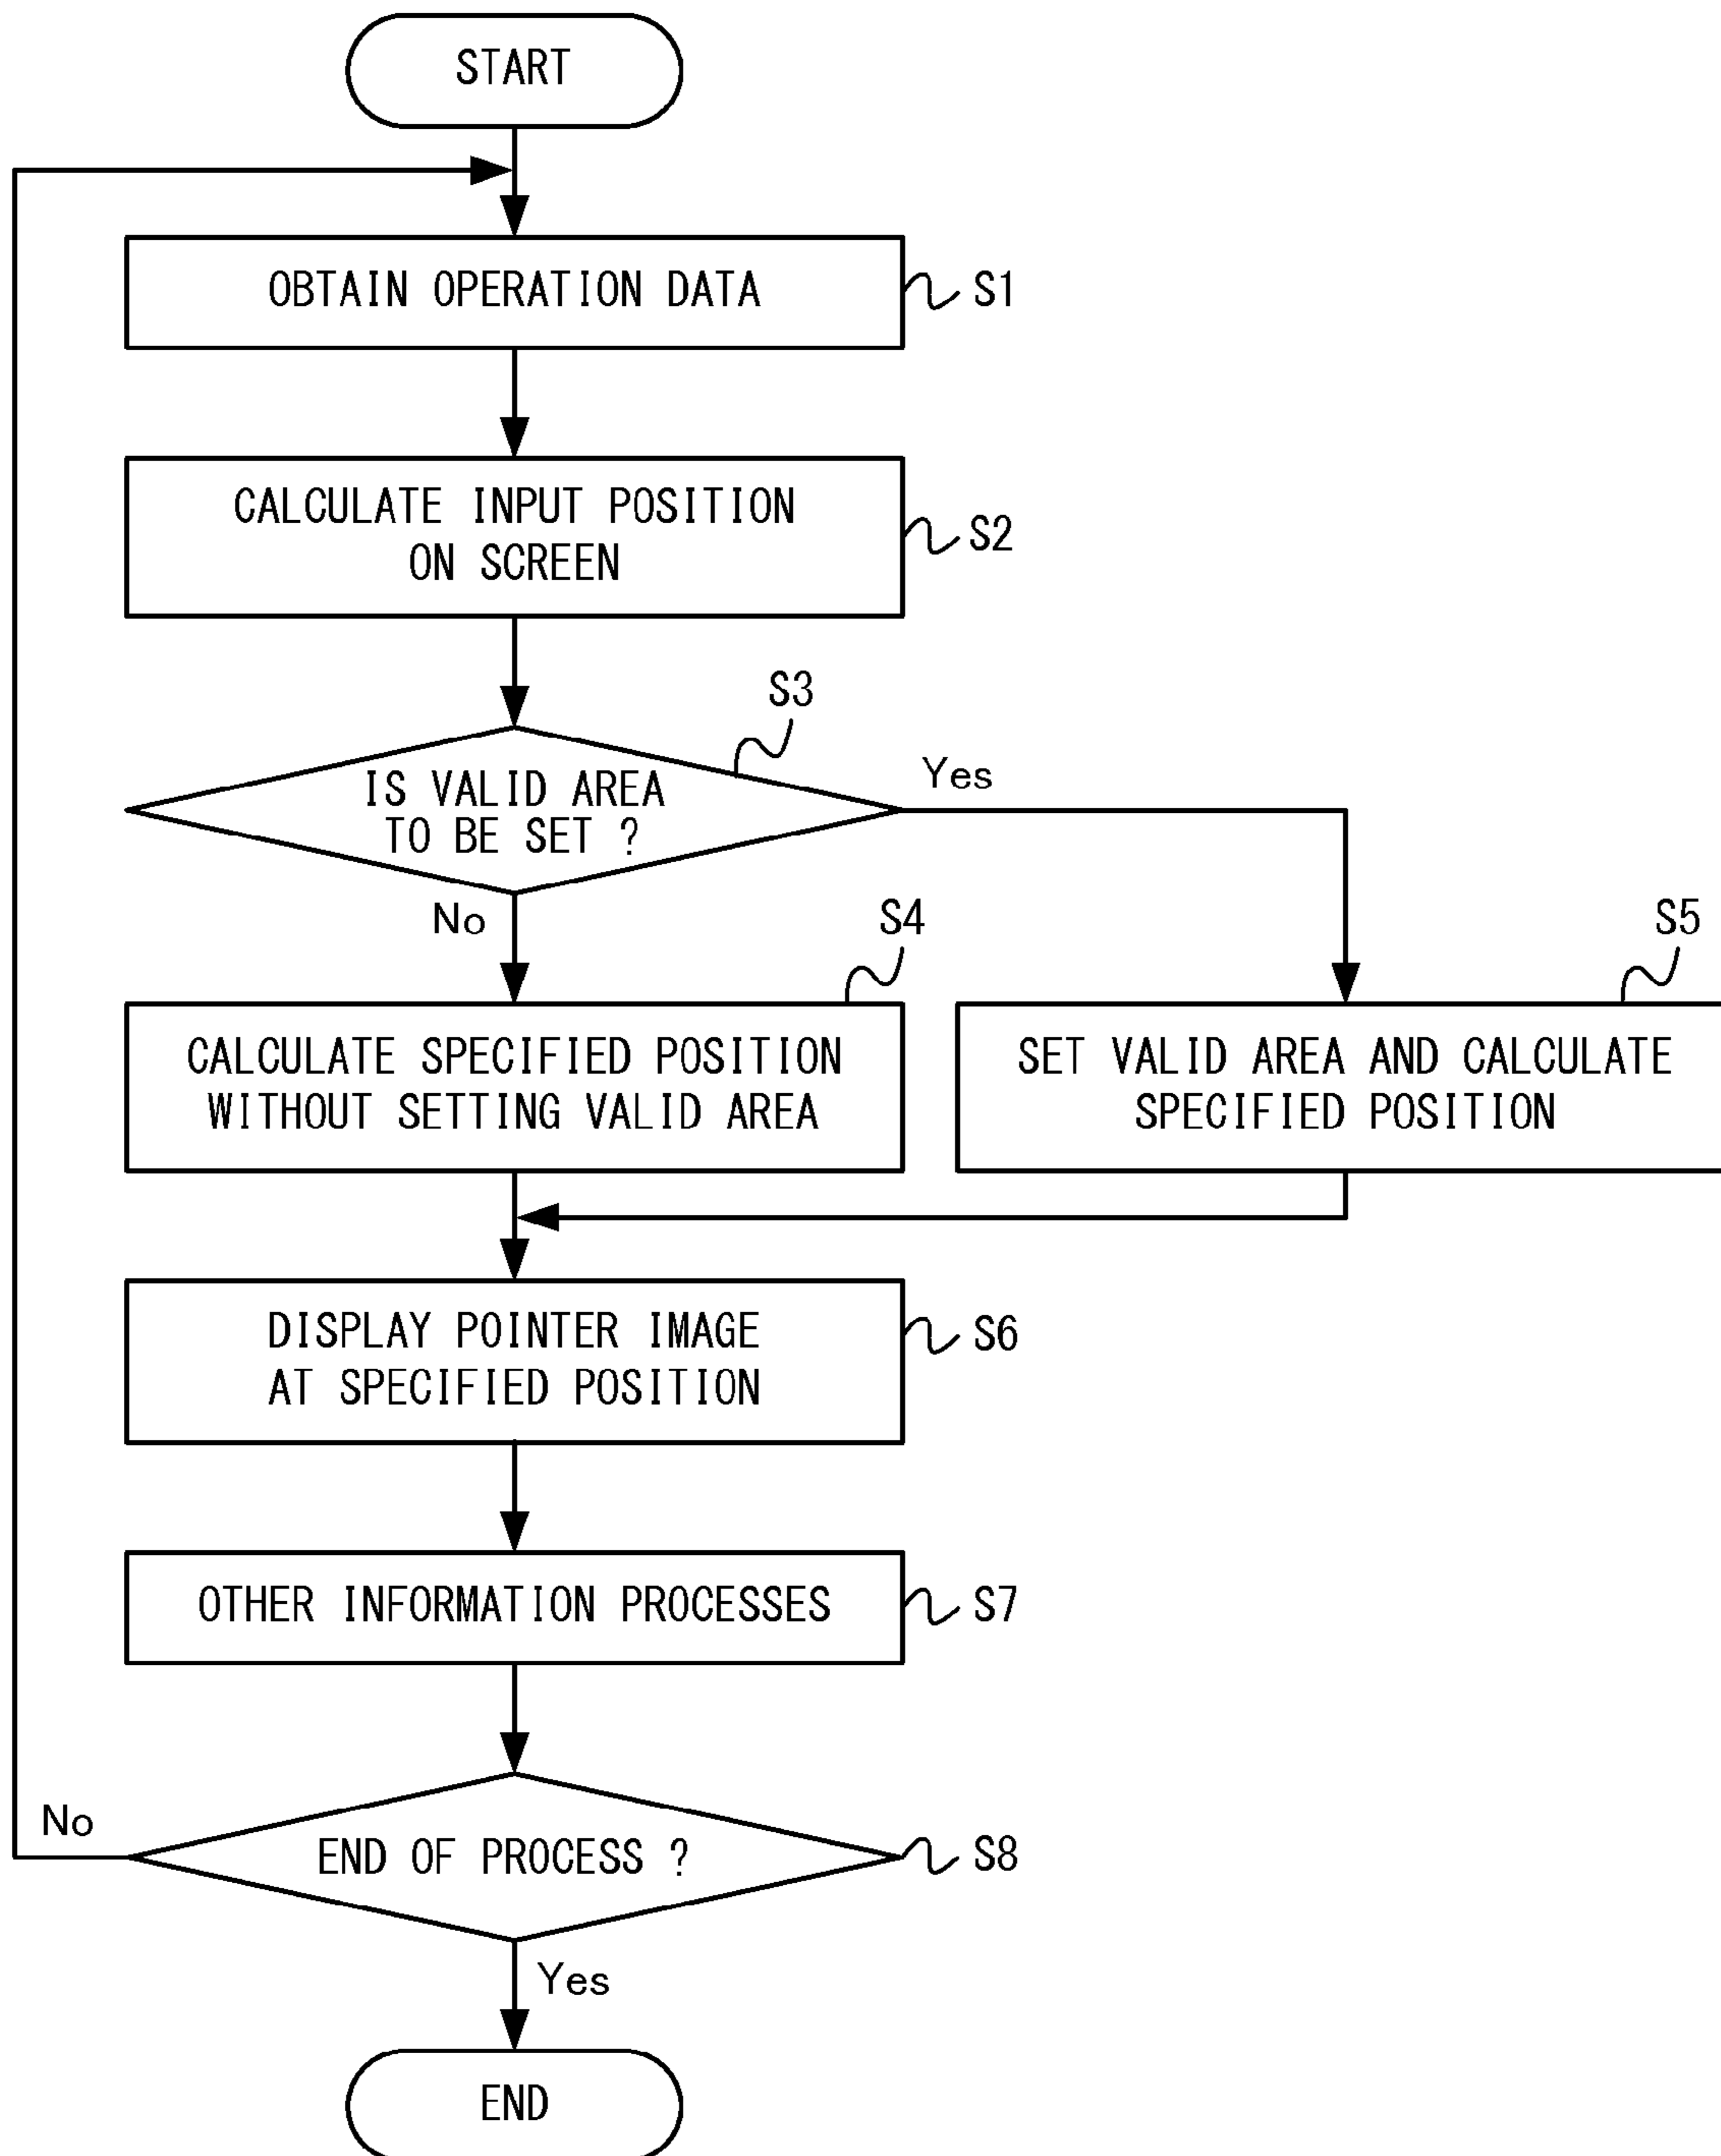 START
OBTAIN OPERATION DATA
S1
CALCULATE INPUT POSITION
ON SCREEN
S2
S3
IS VALID AREA
TO BE SET ?
Yes
No
S4
S5
CALCULATE SPECIFIED POSITION
WITHOUT SETTING VALID AREA
SET VALID AREA AND CALCULATE
SPECIFIED POSITION
DISPLAY POINTER IMAGE
AT SPECIFIED POSITION
S6
OTHER INFORMATION PROCESSES
S7
No
END OF PROCESS ?
S8
Yes
END